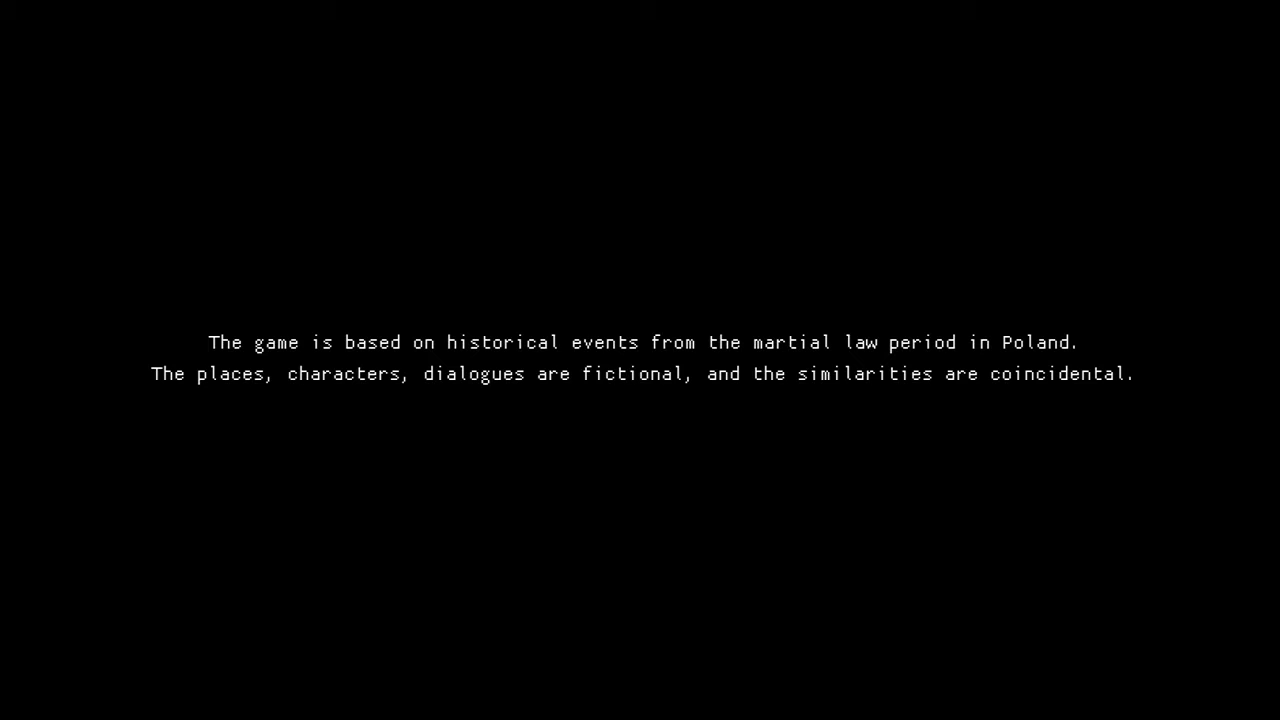 The game is based on historical events from the martial law period in Poland.
The places, characters, dialogues are fictional, and the similarities are coincidental.